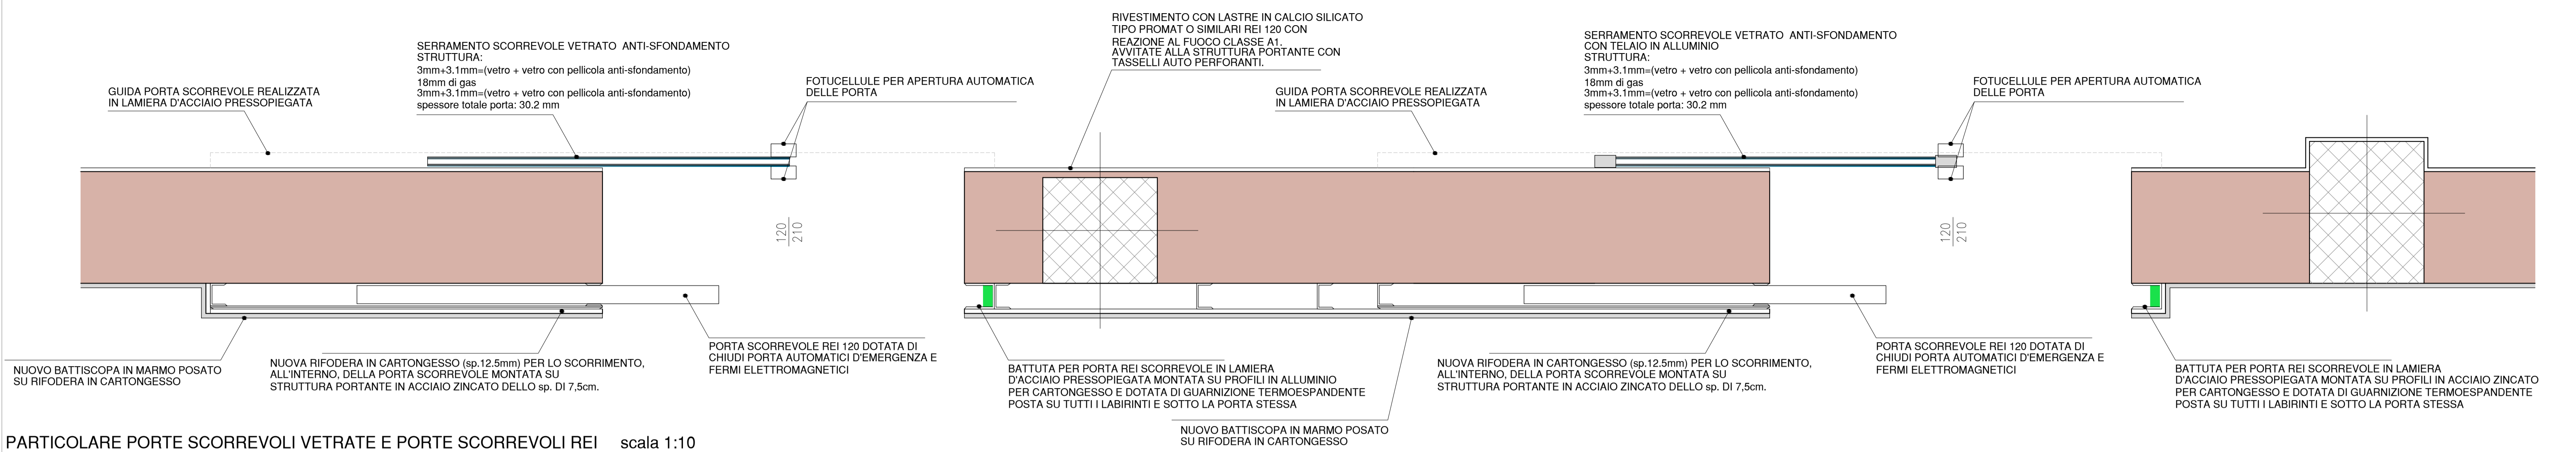 SERRAMENTO SCORREVOLE VETRATO  ANTI-SFONDAMENTO
STRUTTURA:
3mm+3.1mm=(vetro + vetro con pellicola anti-sfondamento)
18mm di gas
3mm+3.1mm=(vetro + vetro con pellicola anti-sfondamento)
spessore totale porta: 30.2 mm
GUIDA PORTA SCORREVOLE REALIZZATA
IN LAMIERA D'ACCIAIO PRESSOPIEGATA
FOTUCELLULE PER APERTURA AUTOMATICA
DELLE PORTA
RIVESTIMENTO CON LASTRE IN CALCIO SILICATO
TIPO PROMAT O SIMILARI REI 120 CON
REAZIONE AL FUOCO CLASSE A1.
AVVITATE ALLA STRUTTURA PORTANTE CON
TASSELLI AUTO PERFORANTI.
GUIDA PORTA SCORREVOLE REALIZZATA
IN LAMIERA D'ACCIAIO PRESSOPIEGATA
SERRAMENTO SCORREVOLE VETRATO  ANTI-SFONDAMENTO
CON TELAIO IN ALLUMINIO
STRUTTURA:
3mm+3.1mm=(vetro + vetro con pellicola anti-sfondamento)
18mm di gas
3mm+3.1mm=(vetro + vetro con pellicola anti-sfondamento)
spessore totale porta: 30.2 mm
FOTUCELLULE PER APERTURA AUTOMATICA
DELLE PORTA
120
210
120
210
NUOVO BATTISCOPA IN MARMO POSATO
SU RIFODERA IN CARTONGESSO
NUOVA RIFODERA IN CARTONGESSO (sp.12.5mm) PER LO SCORRIMENTO,
ALL'INTERNO, DELLA PORTA SCORREVOLE MONTATA SU
STRUTTURA PORTANTE IN ACCIAIO ZINCATO DELLO sp. DI 7,5cm.
PORTA SCORREVOLE REI 120 DOTATA DI
CHIUDI PORTA AUTOMATICI D'EMERGENZA E
FERMI ELETTROMAGNETICI
BATTUTA PER PORTA REI SCORREVOLE IN LAMIERA
D'ACCIAIO PRESSOPIEGATA MONTATA SU PROFILI IN ALLUMINIO
PER CARTONGESSO E DOTATA DI GUARNIZIONE TERMOESPANDENTE
POSTA SU TUTTI I LABIRINTI E SOTTO LA PORTA STESSA
NUOVO BATTISCOPA IN MARMO POSATO
SU RIFODERA IN CARTONGESSO
NUOVA RIFODERA IN CARTONGESSO (sp.12.5mm) PER LO SCORRIMENTO,
ALL'INTERNO, DELLA PORTA SCORREVOLE MONTATA SU
STRUTTURA PORTANTE IN ACCIAIO ZINCATO DELLO sp. DI 7,5cm.
PORTA SCORREVOLE REI 120 DOTATA DI
CHIUDI PORTA AUTOMATICI D'EMERGENZA E
FERMI ELETTROMAGNETICI
BATTUTA PER PORTA REI SCORREVOLE IN LAMIERA
D'ACCIAIO PRESSOPIEGATA MONTATA SU PROFILI IN ACCIAIO ZINCATO
PER CARTONGESSO E DOTATA DI GUARNIZIONE TERMOESPANDENTE
POSTA SU TUTTI I LABIRINTI E SOTTO LA PORTA STESSA
PARTICOLARE PORTE SCORREVOLI VETRATE E PORTE SCORREVOLI REI    scala 1:10